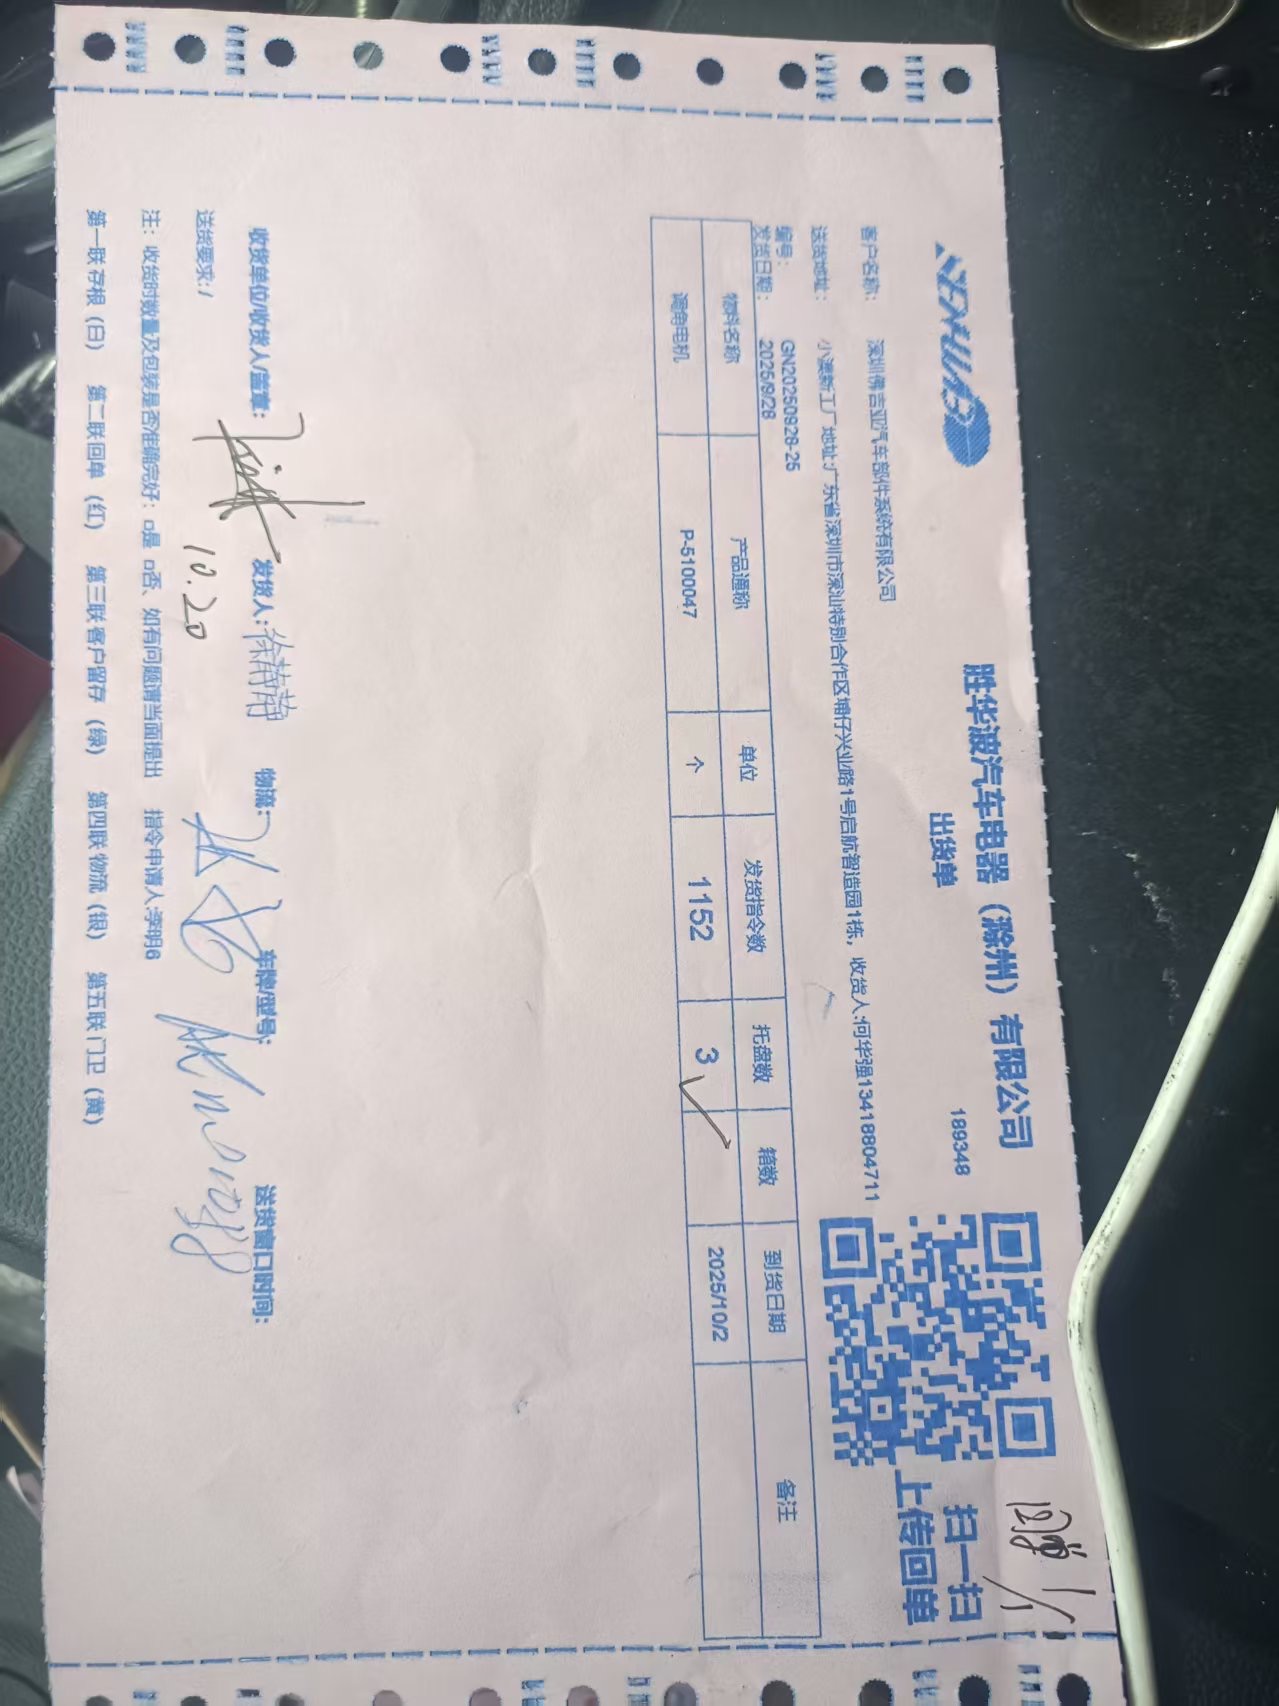 SENHUABO
胜华波汽车电器（滁州）有限公司
出货单
189348
扫一扫
上传回单
客户名称： 深圳佛吉亚汽车部件系统有限公司
送货地址： 小漠新工厂地址:广东省深圳市深汕特别合作区埔仔兴业路1号启航智造园1栋，收货人:何华强13418804711
编号： GN20250928-25
发货日期： 2025/9/28
物料名称 产品通称 单位 发货指令数 托盘数 箱数 到货日期 备注
调角电机 P-5100047 个 1152 3 2025/10/2
收货单位/收货人/签章： 发货人：徐静静 物流： 车牌/型号： 送货窗口时间：
10.20
送货要求：/
注：收货时数量及包装是否准确完好：□是 □否、如有问题请当面提出 指令申请人:李明6
第一联 存根（白） 第二联 回单（红） 第三联 客户留存（绿） 第四联 物流（银） 第五联 门卫（黄）